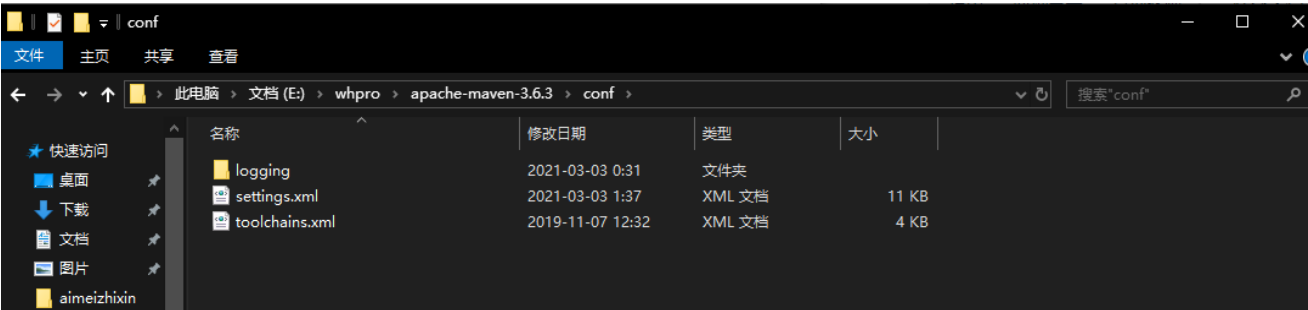 conf
文件 主页 共享 查看
此电脑 > 文档 (E:) > whpro > apache-maven-3.6.3 > conf > 搜索"conf"
名称 修改日期 类型 大小
快速访问
logging 2021-03-03 0:31 文件夹
桌面
settings.xml 2021-03-03 1:37 XML 文档 11 KB
下载
toolchains.xml 2019-11-07 12:32 XML 文档 4 KB
文档
图片
aimeizhixin